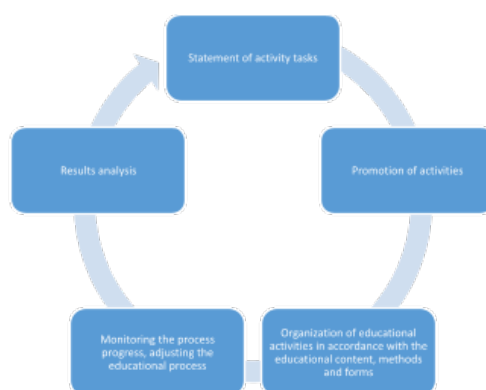 Statement of activity tasks
Promotion of activities
Organization of educational
activities in accordance with the
educational content, methods
and forms
Monitoring the process
progress, adjusting the
educational process
Results analysis